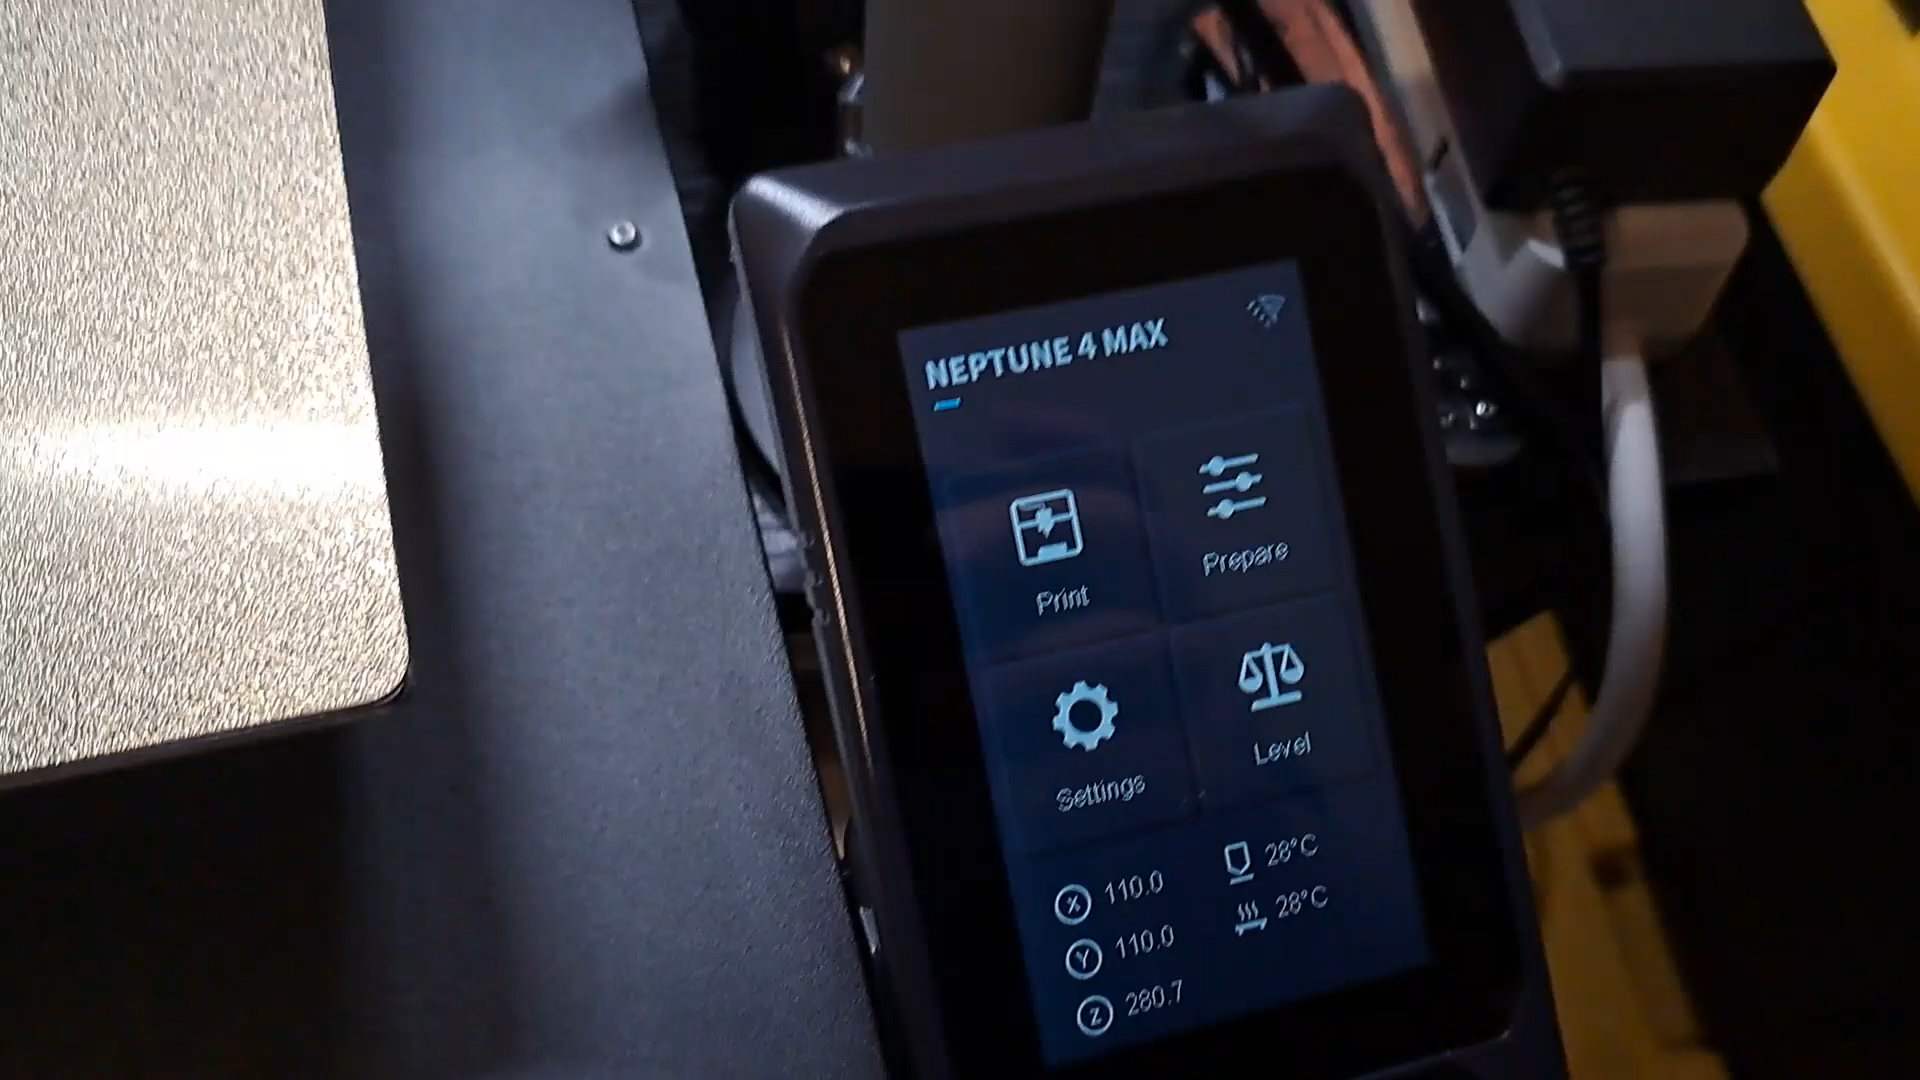 NEPTUNE 4 MAX
Print
Prepare
Settings
Level
X 110.0
28°C
Y 110.0
28°C
Z 280.7